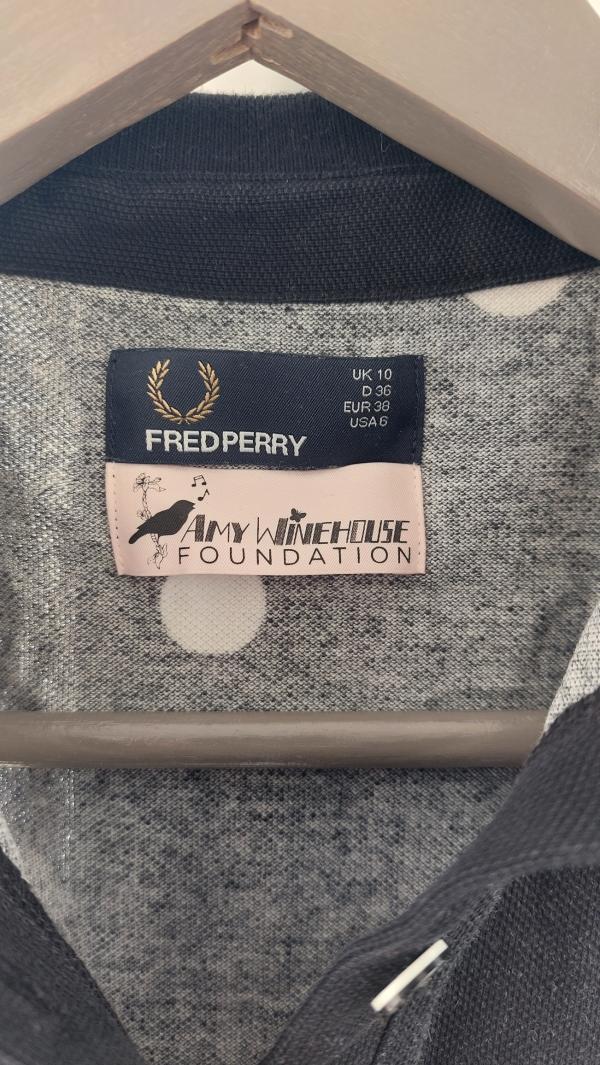 UK 10
D 36
EUR 38
USA 6
FRED PERRY
AMY WINEHOUSE
FOUNDATION